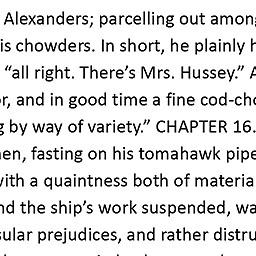 Alexanders; parcelling out among
is chowders. In short, he plainly h
“all right. There’s Mrs. Hussey.” A
or, and in good time a fine cod-cho
g by way of variety.” CHAPTER 16.
en, fasting on his tomahawk pipe
with a quaintness both of materia
nd the ship’s work suspended, wa
sular prejudices, and rather distru